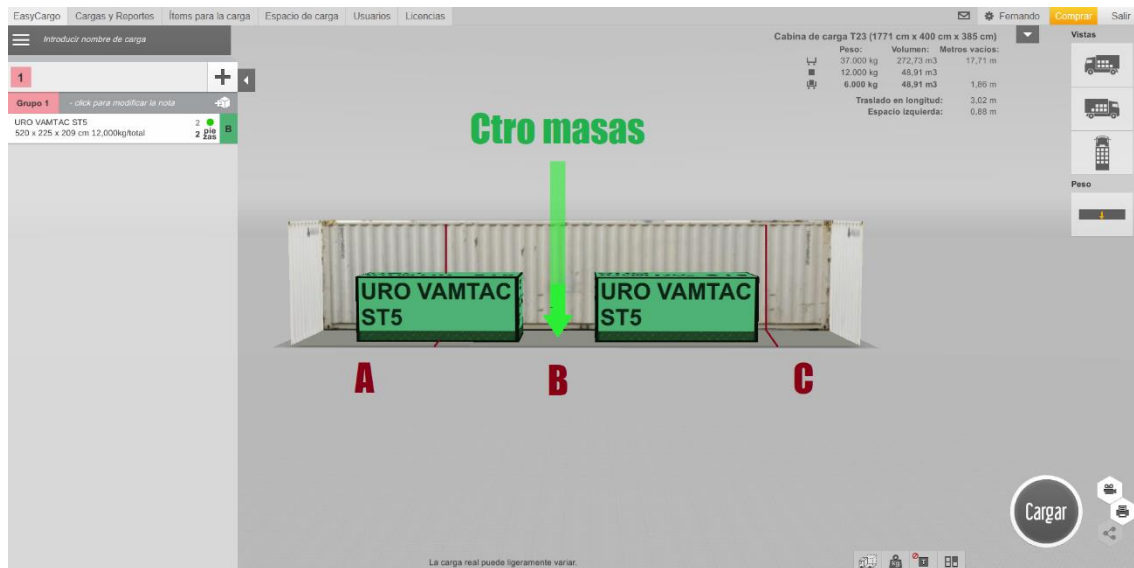 EasyCargo Cargas y Reportes Ítems para la carga Espacio de carga Usuarios Licencias Fernando Comprar Salir
Introducir nombre de carga
1
Grupo 1 - click para modificar la nota
URO VAMTAC ST5 2
520 x 225 x 209 cm 12,000kg/total 2 pie zas B
Cabina de carga T23 (1771 cm x 400 cm x 385 cm)
Peso: Volumen: Metros vacíos:
37.000 kg 272,73 m3 17,71 m
12.000 kg 48,91 m3
6.000 kg 48,91 m3 1,86 m
Traslado en longitud: 3,02 m
Espacio izquierda: 0,88 m
Vistas
Peso
Ctro masas
URO VAMTAC
ST5
URO VAMTAC
ST5
A B C
Cargar
La carga real puede ligeramente variar.